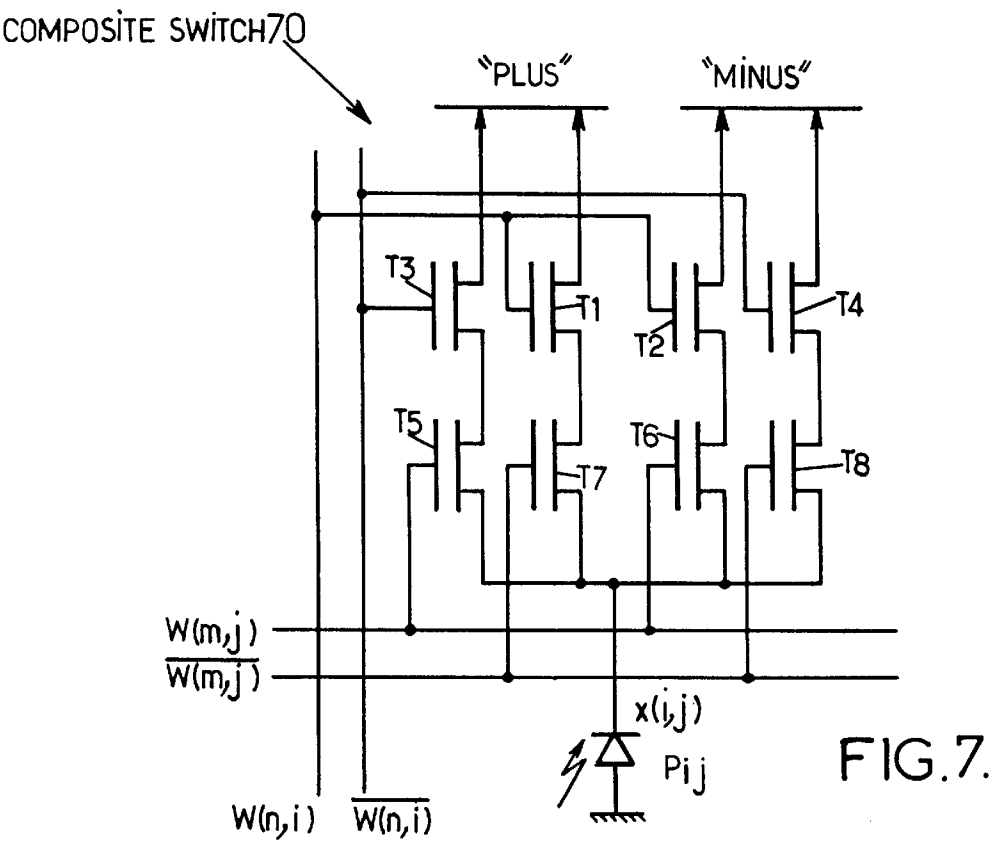 COMPOSITE SWITCH70
"PLUS" "MINUS"
T3
T1
T2
T4
T5
T7
T6
T8
W(m,j)
W̅(̅m̅,̅j̅)̅
x(i,j)
Pij
FIG.7.
W(n,i) W̅(̅n̅,̅i̅)̅